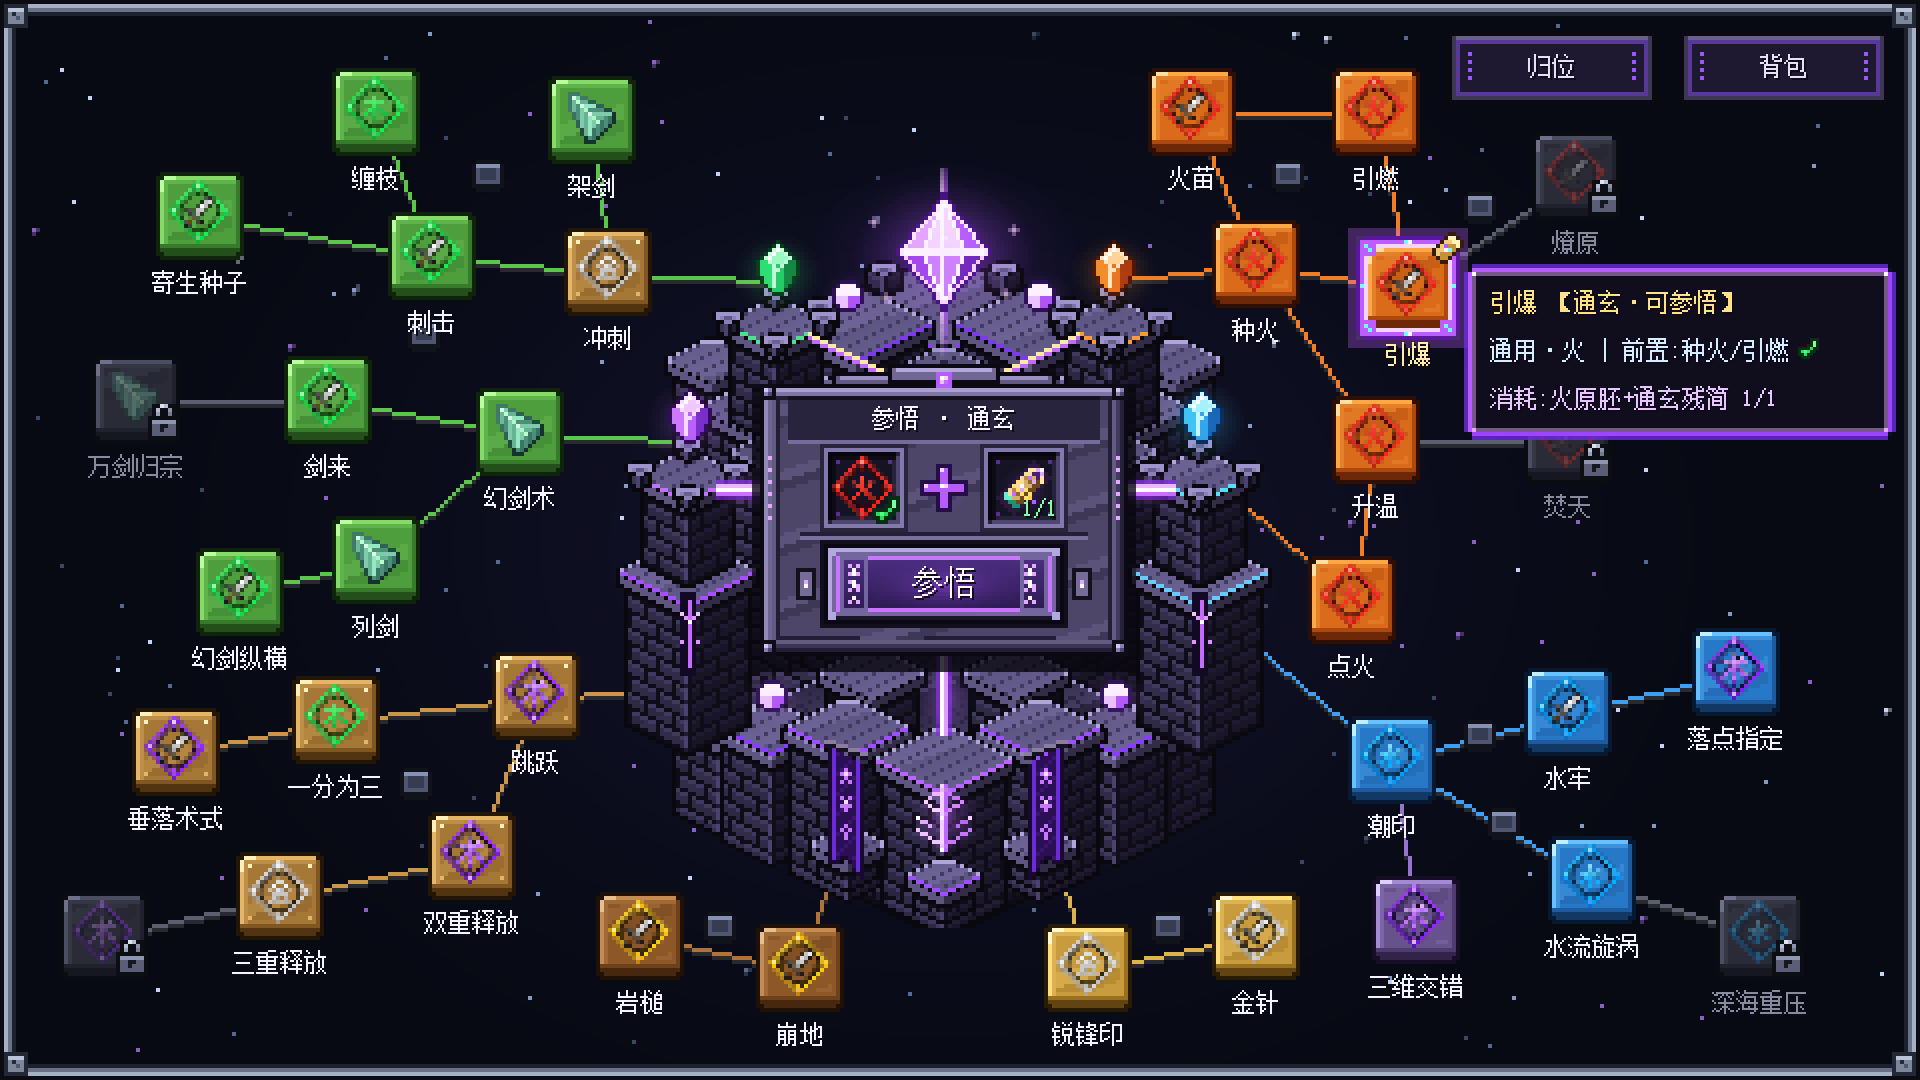 归位
背包
缠枝
架剑
火苗
引燃
燎原
寄生种子
刺击
冲刺
种火
引爆
引爆 【通玄·可参悟】
通用·火 | 前置:种火/引燃 ✓
消耗:火原胚+通玄残简 1/1
参悟 · 通玄
火
+
1/1
参悟
万剑归宗
剑来
幻剑术
升温
焚天
列剑
幻剑纵横
点火
跳跃
一分为三
垂落术式
落点指定
水牢
潮印
双重释放
三重释放
水流旋涡
三维交错
深海重压
岩槌
崩地
锐锋印
金针